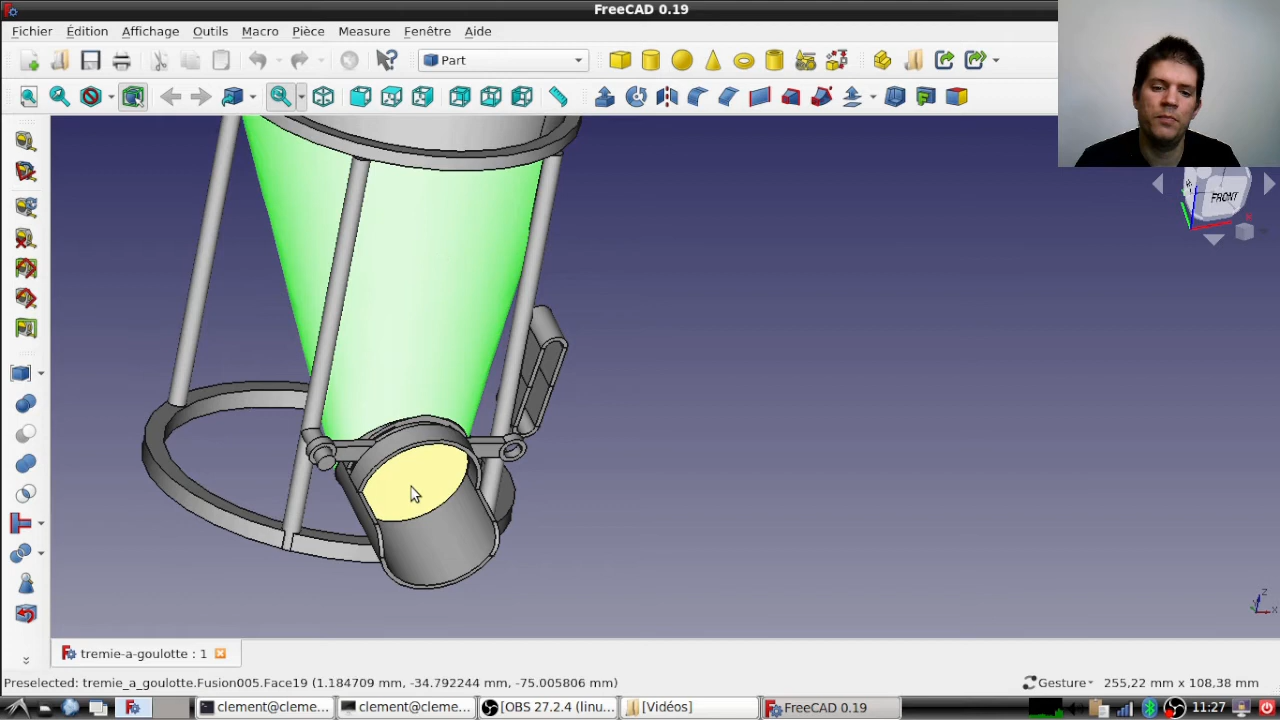 FreeCAD 0.19
Fichier Édition Affichage Outils Macro Pièce Measure Fenêtre Aide
Part
FRONT
Z
X
tremie-a-goulotte : 1
Preselected: tremie_a_goulotte.Fusion005.Face19 (1.184709 mm, -34.792244 mm, -75.005806 mm)
Gesture 255,22 mm x 108,38 mm
clement@cleme... clement@cleme... (OBS 27.2.4 (linu... [Vidéos] FreeCAD 0.19 11:27